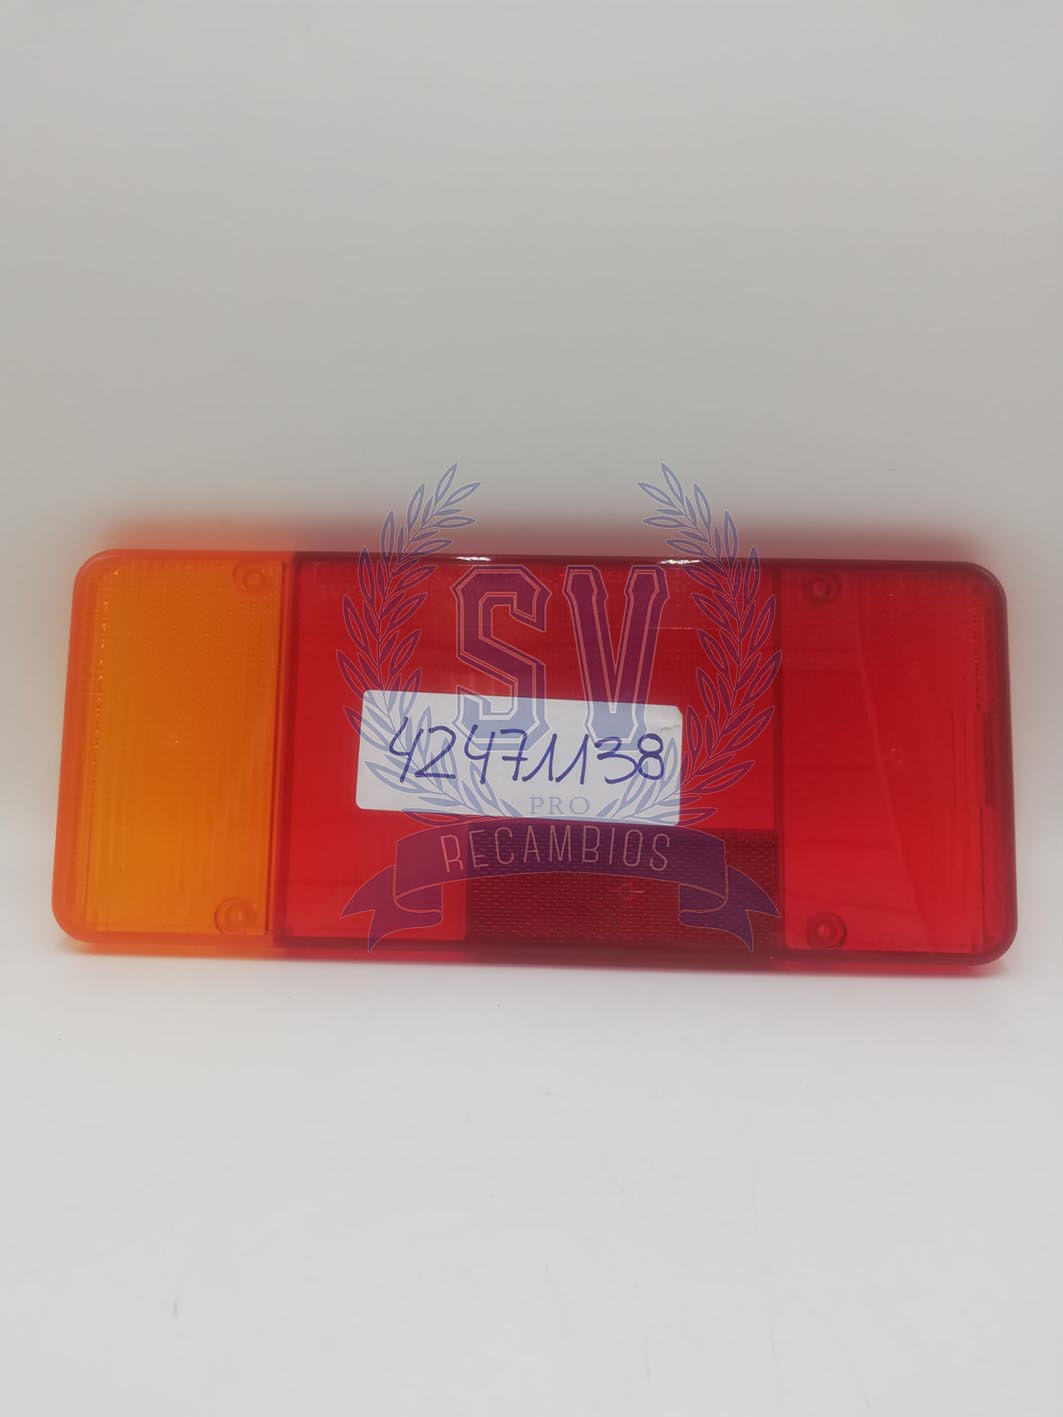 SV
42471138
PRO
RECAMBIOS